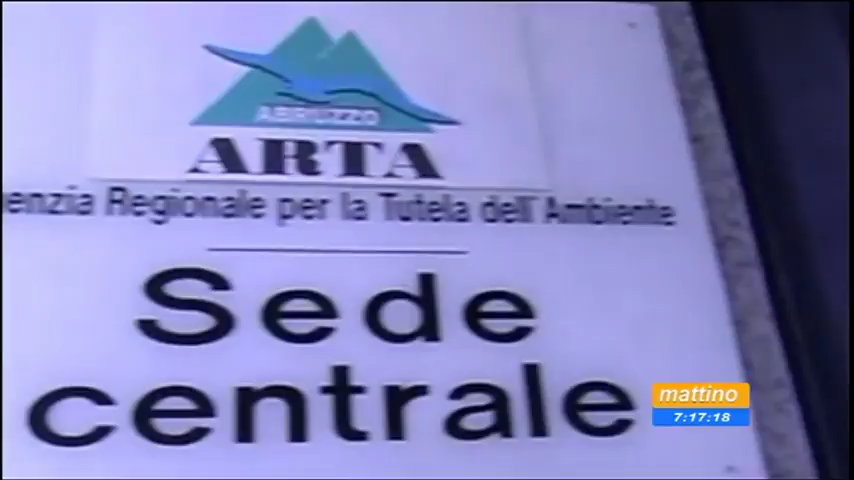 ABRUZZO
ARTA
enzia Regionale per la Tutela dell'Ambiente
Sede
centrale
mattino
7:17:18